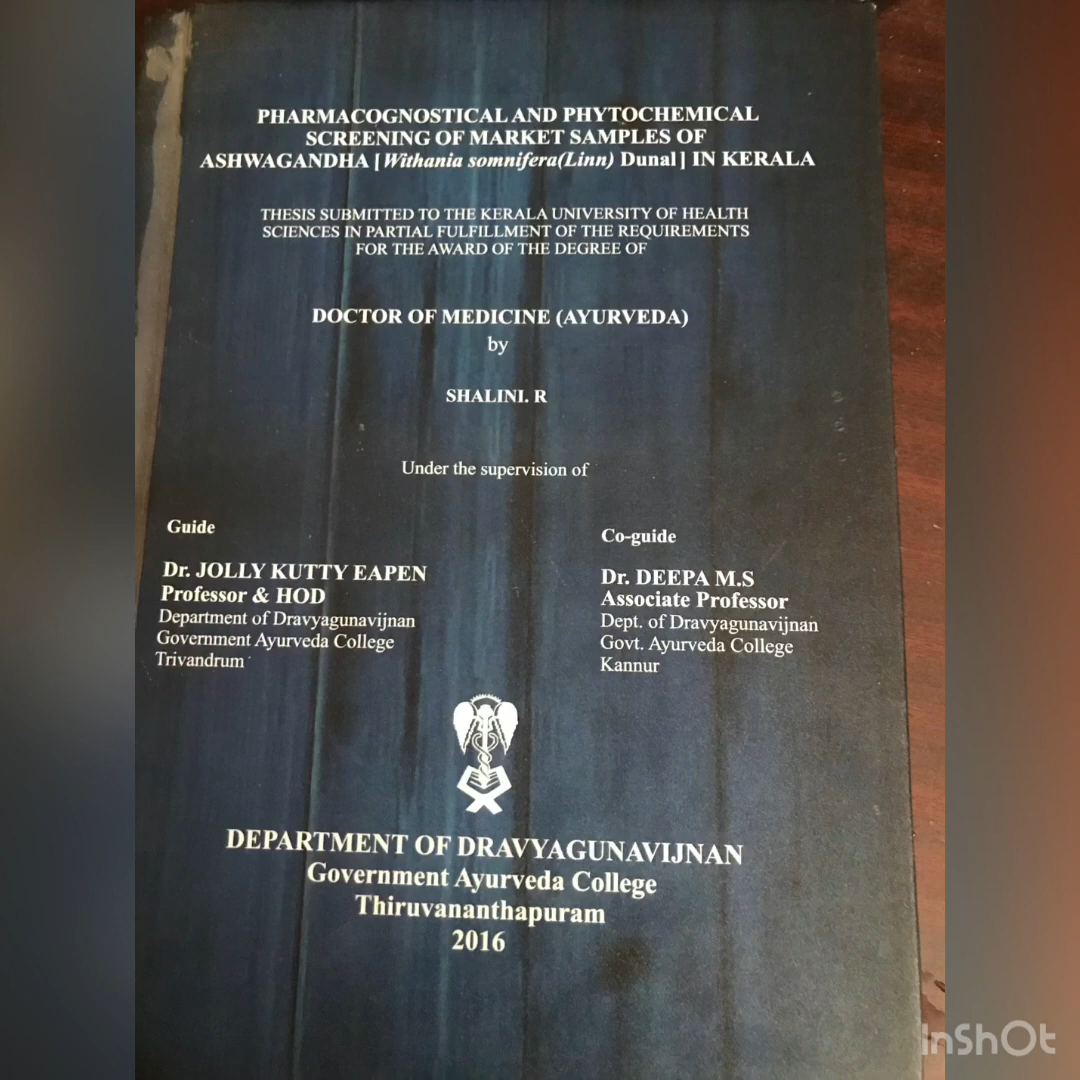 PHARMACOGNOSTICAL AND PHYTOCHEMICAL
SCREENING OF MARKET SAMPLES OF
ASHWAGANDHA [Withania somnifera(Linn) Dunal] IN KERALA
THESIS SUBMITTED TO THE KERALA UNIVERSITY OF HEALTH
SCIENCES IN PARTIAL FULFILLMENT OF THE REQUIREMENTS
FOR THE AWARD OF THE DEGREE OF
DOCTOR OF MEDICINE (AYURVEDA)
by
SHALINI. R
Under the supervision of
Guide
Dr. JOLLY KUTTY EAPEN
Professor & HOD
Department of Dravyagunavijnan
Government Ayurveda College
Trivandrum
Co-guide
Dr. DEEPA M.S
Associate Professor
Dept. of Dravyagunavijnan
Govt. Ayurveda College
Kannur
DEPARTMENT OF DRAVYAGUNAVIJNAN
Government Ayurveda College
Thiruvananthapuram
2016
InShOt